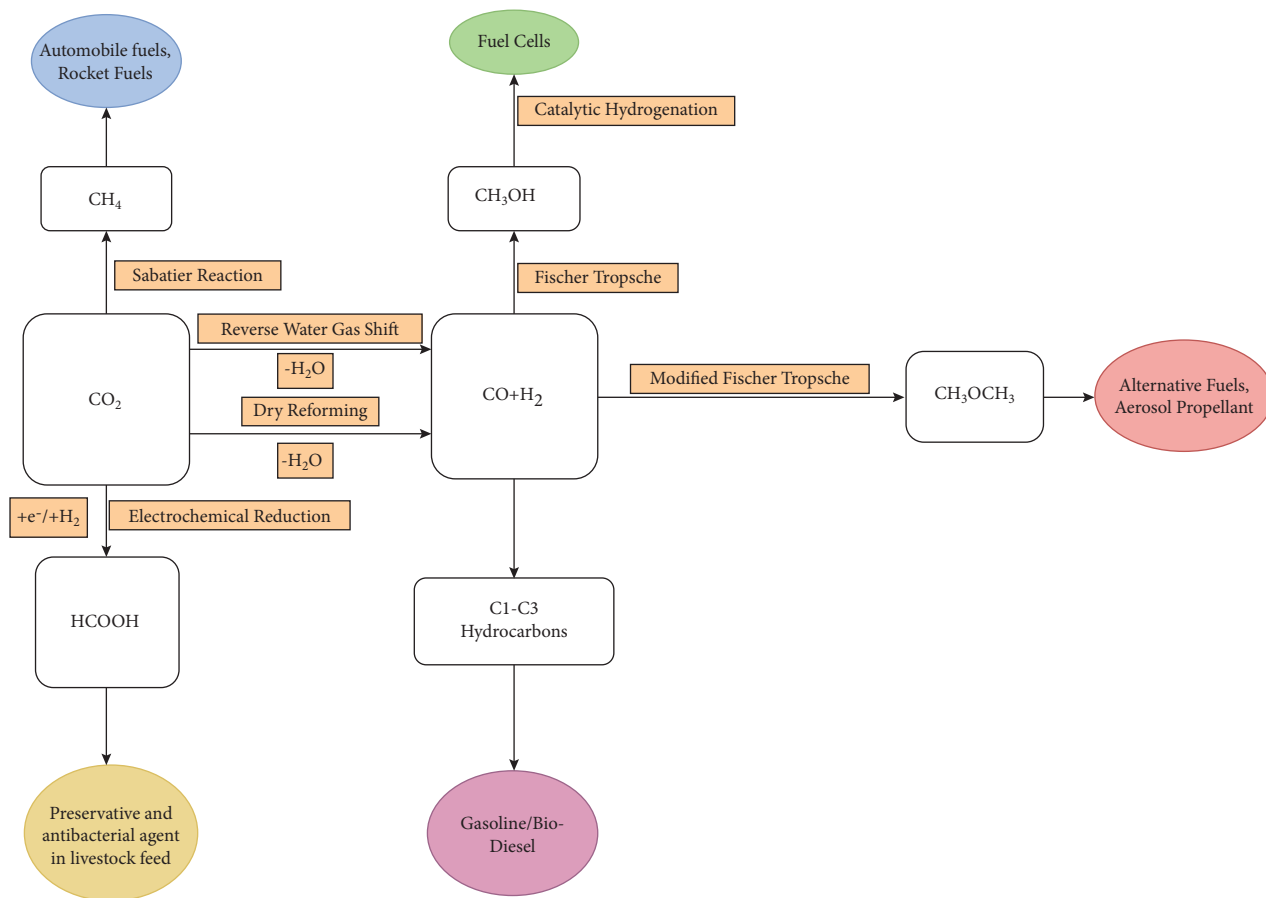 Automobile fuels,
Rocket Fuels
Fuel Cells
Catalytic Hydrogenation
CH₄
CH₃OH
Sabatier Reaction
Fischer Tropsche
Reverse Water Gas Shift
-H₂O
CO₂
Dry Reforming
-H₂O
CO+H₂
Modified Fischer Tropsche
CH₃OCH₃
Alternative Fuels,
Aerosol Propellant
+e⁻/+H₂
Electrochemical Reduction
HCOOH
C1-C3
Hydrocarbons
Preservative and
antibacterial agent
in livestock feed
Gasoline/Bio-
Diesel